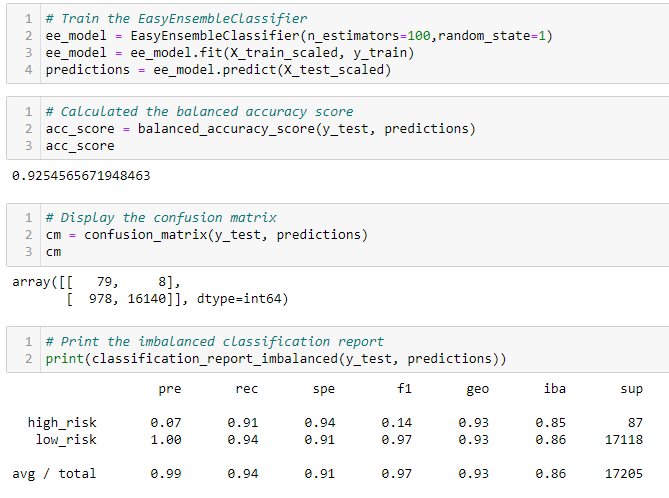 1 # Train the EasyEnsembleClassifier
2 ee_model = EasyEnsembleClassifier(n_estimators=100,random_state=1)
3 ee_model = ee_model.fit(X_train_scaled, y_train)
4 predictions = ee_model.predict(X_test_scaled)
1 # Calculated the balanced accuracy score
2 acc_score = balanced_accuracy_score(y_test, predictions)
3 acc_score
0.9254565671948463
1 # Display the confusion matrix
2 cm = confusion_matrix(y_test, predictions)
3 cm
array([[   79,     8],
       [  978, 16140]], dtype=int64)
1 # Print the imbalanced classification report
2 print(classification_report_imbalanced(y_test, predictions))
pre rec spe f1 geo iba sup
high_risk 0.07 0.91 0.94 0.14 0.93 0.85 87
low_risk 1.00 0.94 0.91 0.97 0.93 0.86 17118
avg / total 0.99 0.94 0.91 0.97 0.93 0.86 17205